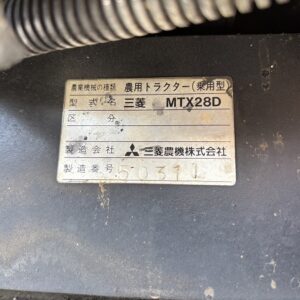 農業機械の種類 農用トラクター(乗用型)
型式名 三菱 MTX28D
区分
製造会社 三菱農機株式会社
製造番号 50311